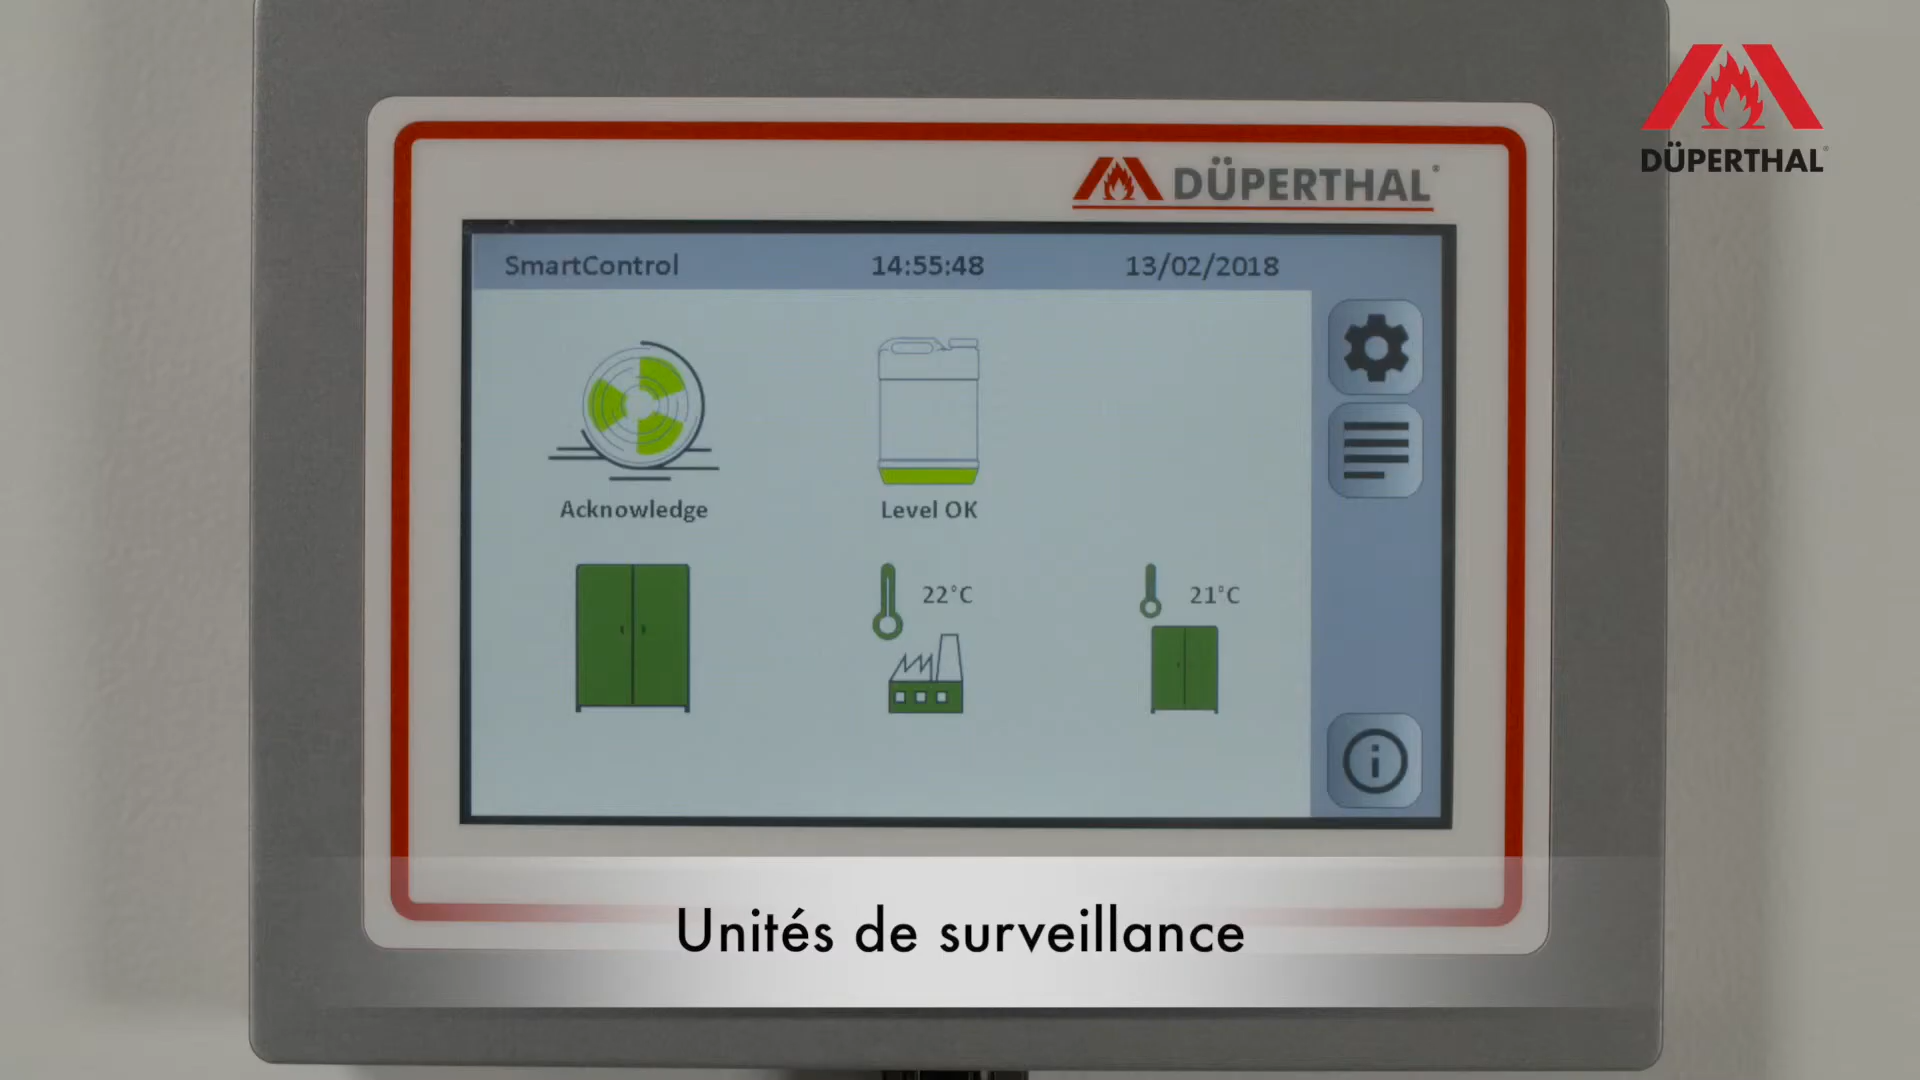 DÜPERTHAL
DÜPERTHAL
SmartControl 14:55:48 13/02/2018
Acknowledge Level OK
22°C 21°C
Unités de surveillance